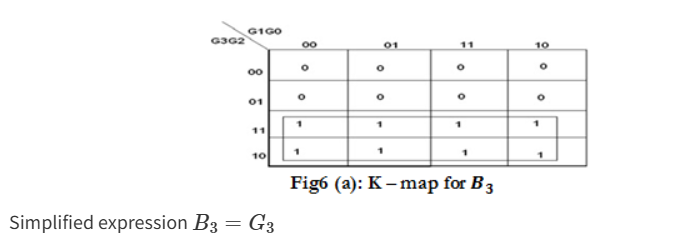 G1G0
G3G2
00 01 11 10
00 0 0 0 0
01 0 0 0 0
11 1 1 1 1
10 1 1 1 1
Fig6 (a): K – map for B3
Simplified expression B3 = G3